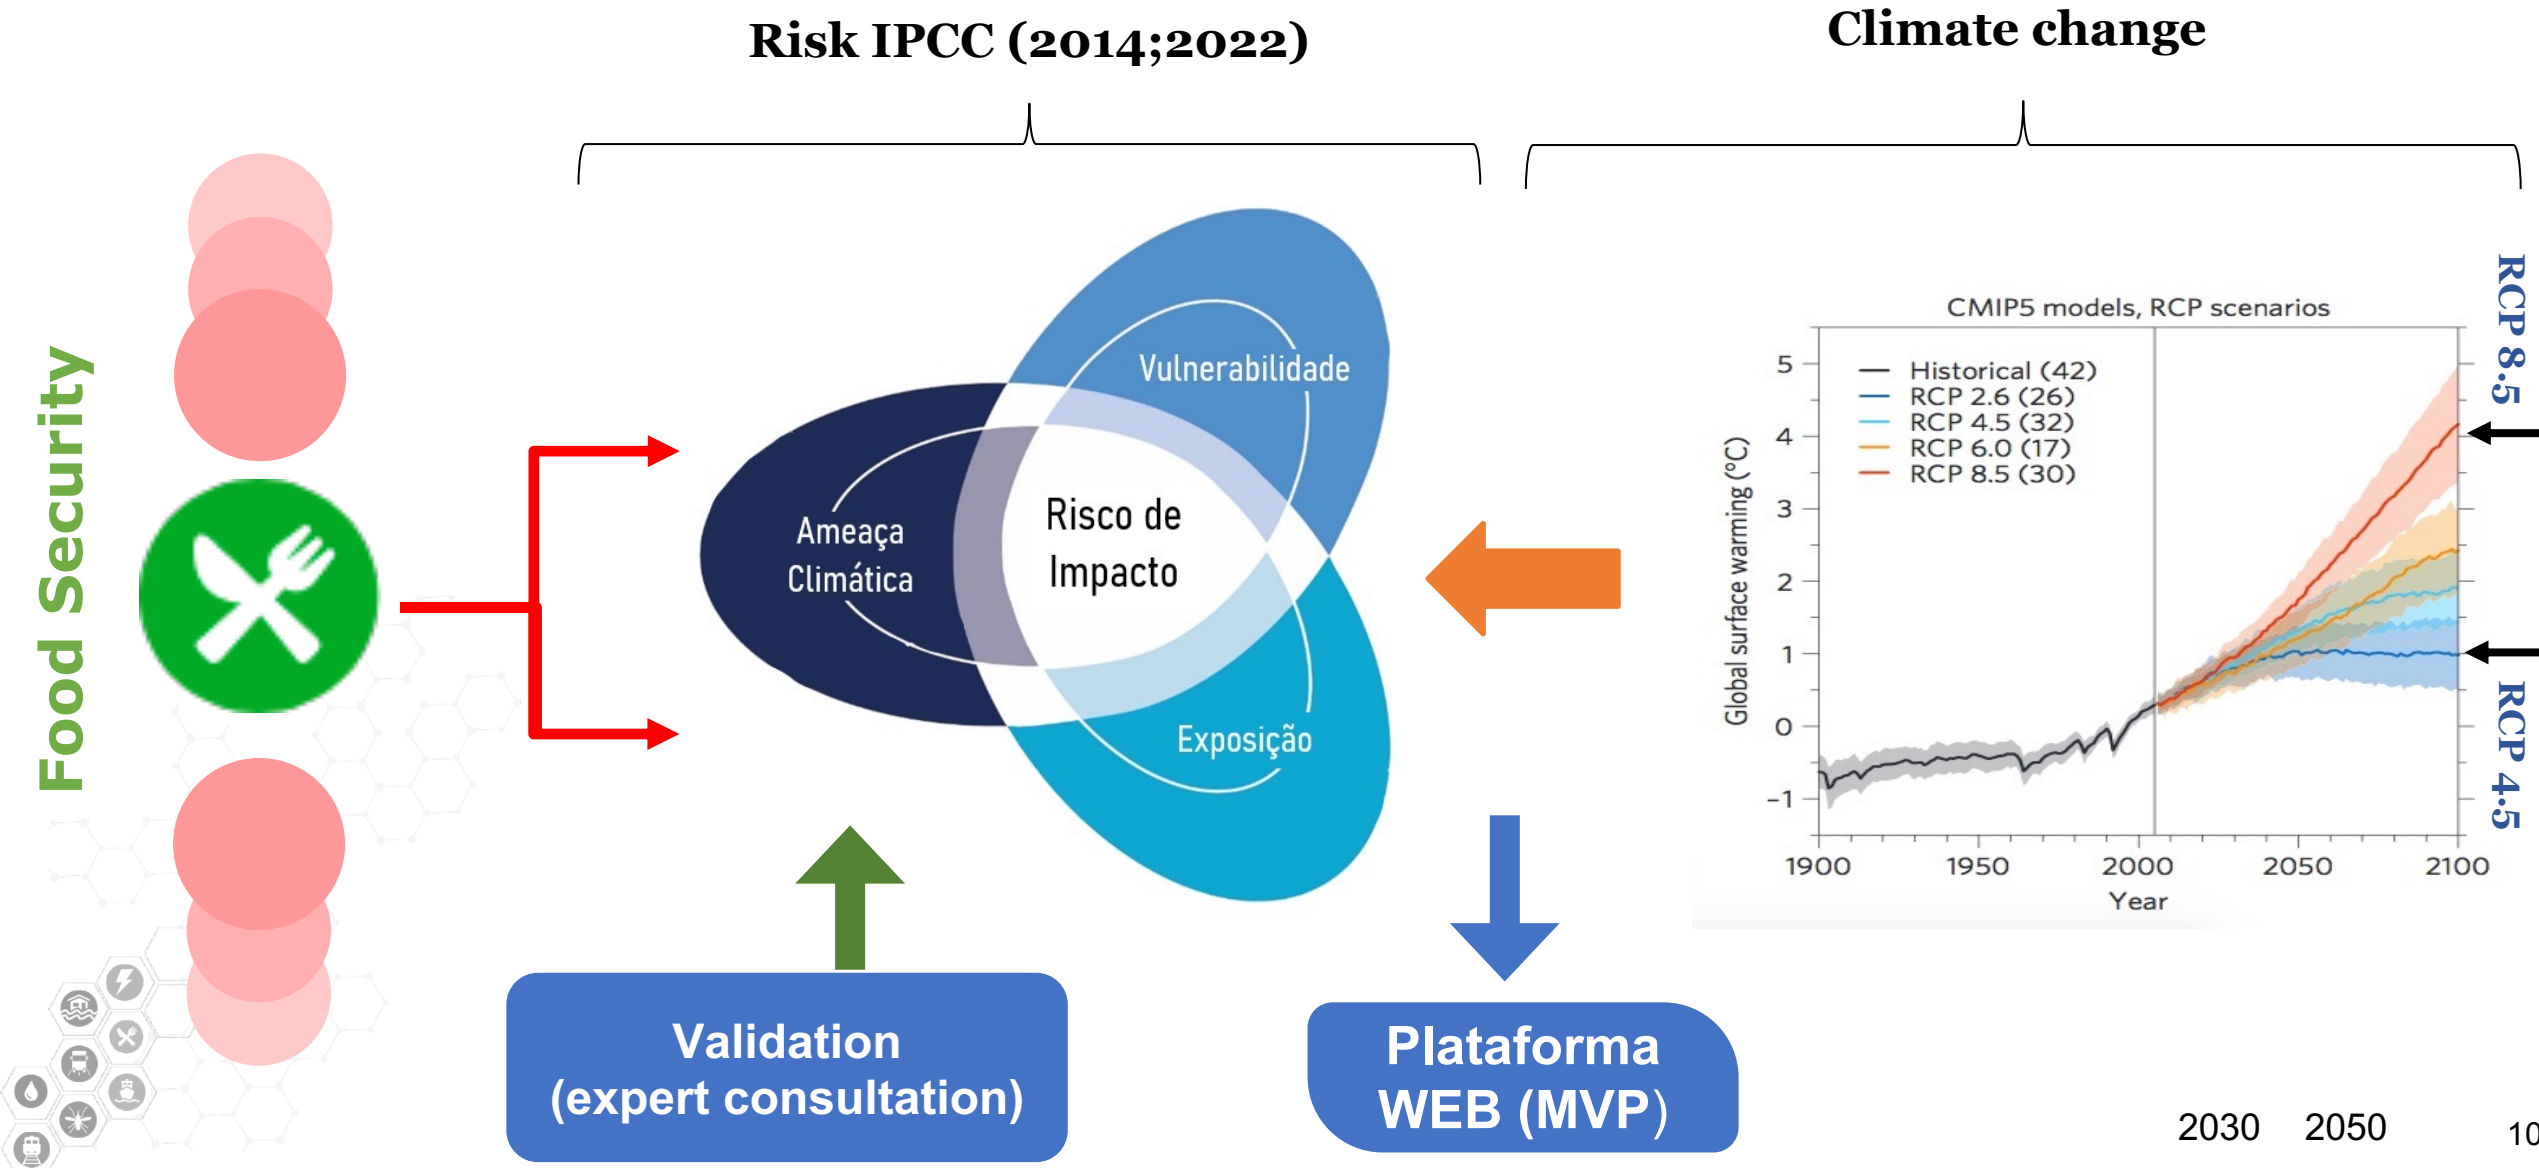 Risk IPCC (2014;2022)
Climate change
Food Security
Vulnerabilidade
Ameaça
Climática
Risco de
Impacto
Exposição
CMIP5 models, RCP scenarios
Historical (42)
RCP 2.6 (26)
RCP 4.5 (32)
RCP 6.0 (17)
RCP 8.5 (30)
Global surface warming (°C)
5
4
3
2
1
0
−1
1900 1950 2000 2050 2100
Year
RCP 8.5
RCP 4.5
Validation
(expert consultation)
Plataforma
WEB (MVP)
2030 2050
10